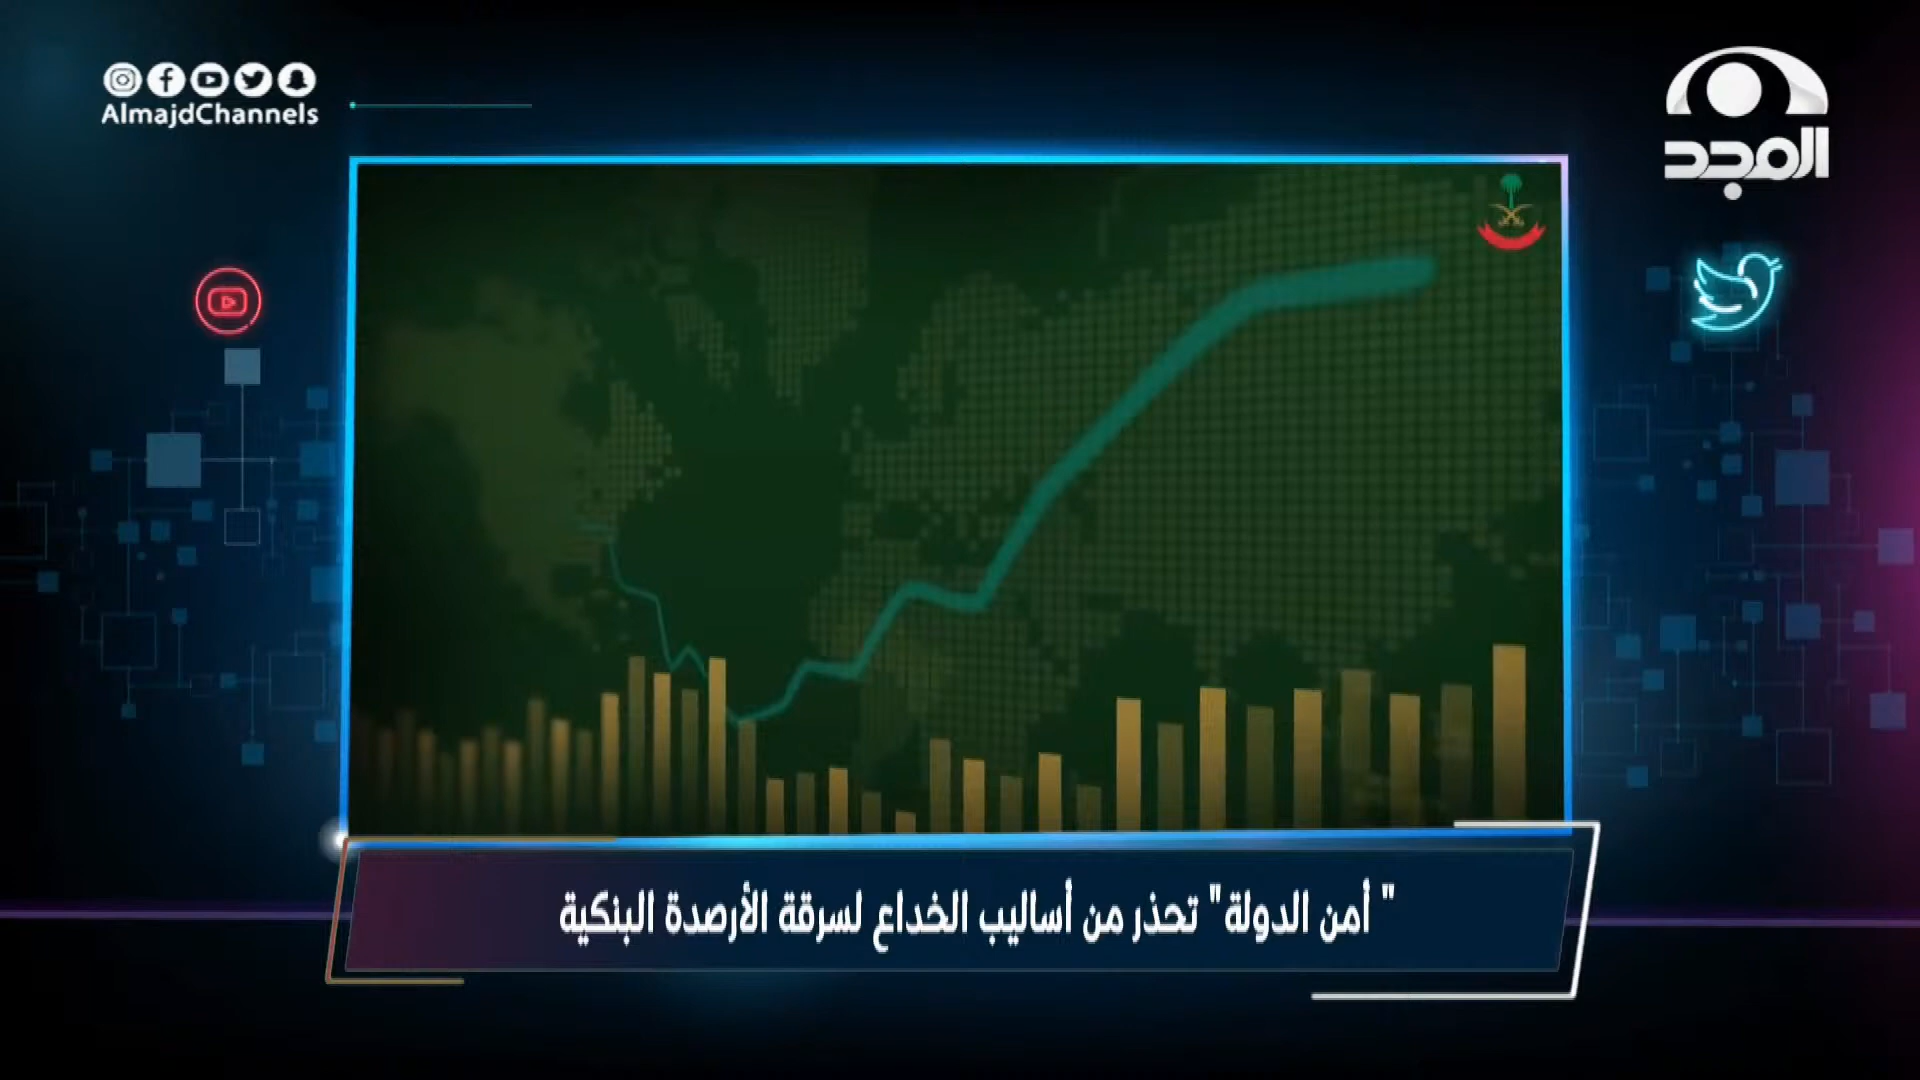 AlmajdChannels
المجد
" أمن الدولة" تحذر من أساليب الخداع لسرقة الأرصدة البنكية